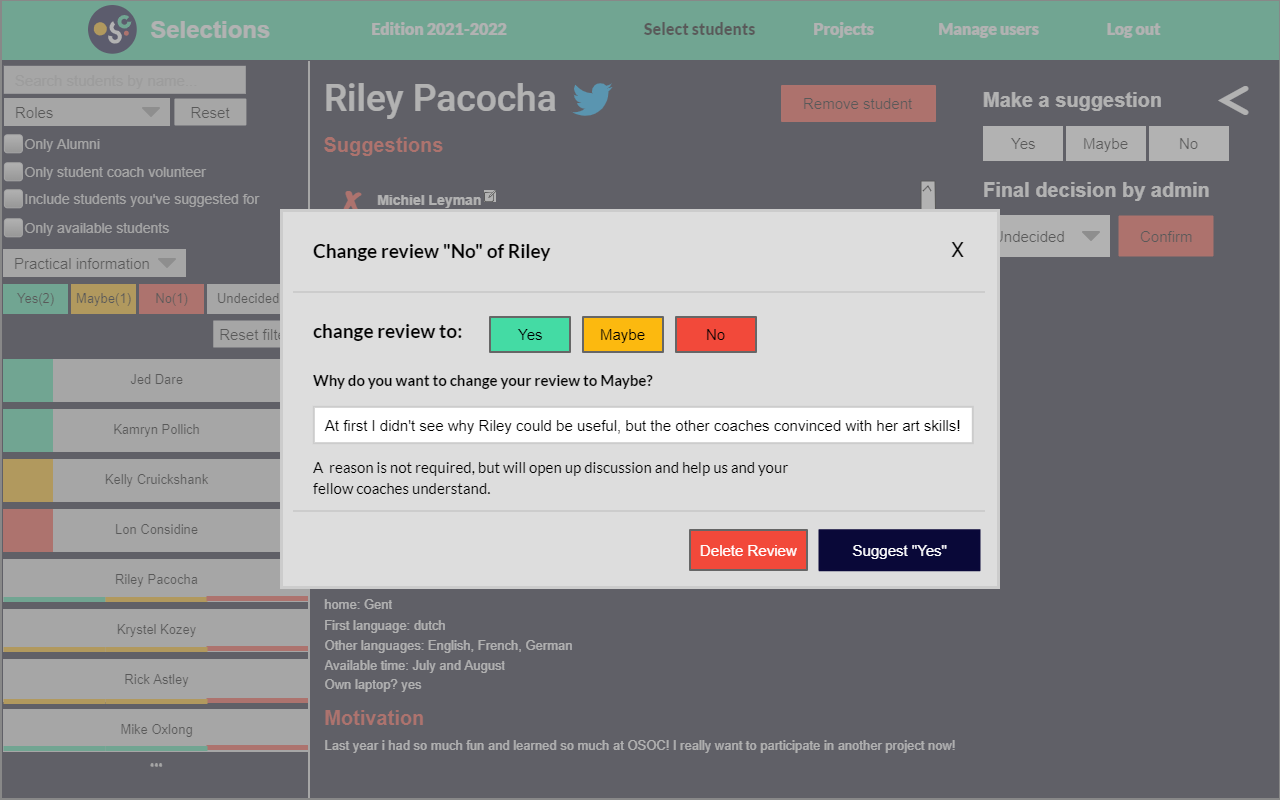 OSC Selections Edition 2021-2022 Select students Projects Manage users Log out
Search students by name...
Roles Reset
Only Alumni
Only student coach volunteer
Include students you've suggested for
Only available students
Practical information
Yes(2) Maybe(1) No(1) Undecided
Reset filte
Jed Dare
Kamryn Pollich
Kelly Cruickshank
Lon Considine
Riley Pacocha
Krystel Kozey
Rick Astley
Mike Oxlong
...
Riley Pacocha Remove student
Suggestions
X Michiel Leyman
Make a suggestion <
Yes Maybe No
Final decision by admin
Undecided Confirm
Change review "No" of Riley X
change review to: Yes Maybe No
Why do you want to change your review to Maybe?
At first I didn't see why Riley could be useful, but the other coaches convinced with her art skills!
A reason is not required, but will open up discussion and help us and your
fellow coaches understand.
Delete Review Suggest "Yes"
home: Gent
First language: dutch
Other languages: English, French, German
Available time: July and August
Own laptop? yes
Motivation
Last year i had so much fun and learned so much at OSOC! I really want to participate in another project now!